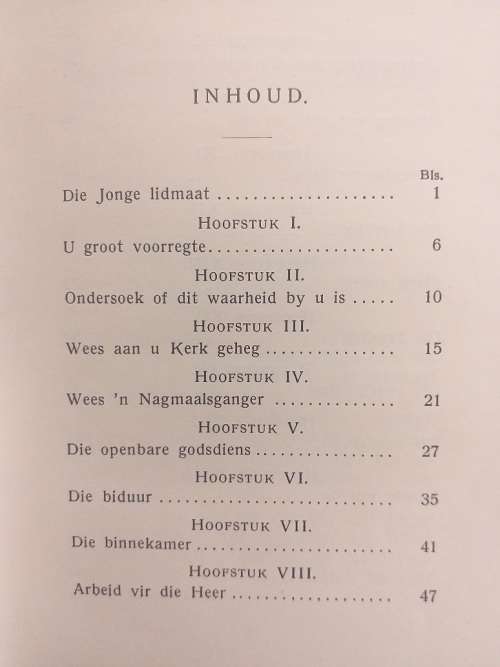 INHOUD.
Bls.
Die Jonge lidmaat .................... 1
HOOFSTUK I.
U groot voorregte..................... 6
HOOFSTUK II.
Ondersoek of dit waarheid by u is ..... 10
HOOFSTUK III.
Wees aan u Kerk geheg ............... 15
HOOFSTUK IV.
Wees 'n Nagmaalsganger .............. 21
HOOFSTUK V.
Die openbare godsdiens................ 27
HOOFSTUK VI.
Die biduur ........................... 35
HOOFSTUK VII.
Die binnekamer....................... 41
HOOFSTUK VIII.
Arbeid vir die Heer ................... 47